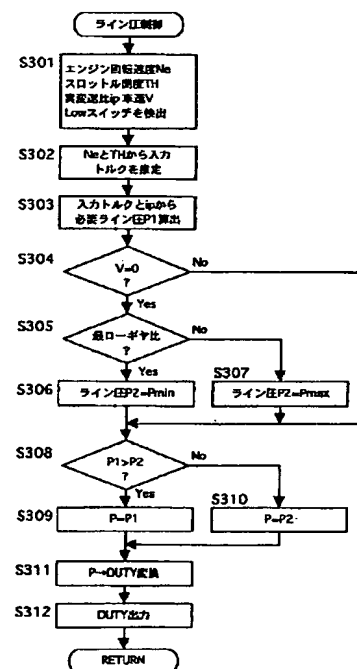 ライン圧制御
S301
エンジン回転速度Ne
スロットル開度TH
実変速比ip 車速V
Lowスイッチを検出
S302
NeとTHから入力
トルクを推定
S303
入力トルクとipから
必要ライン圧P1算出
S304
V=0
?
No
Yes
S305
最ローギヤ比
?
No
Yes
S306
ライン圧P2=Pmin
S307
ライン圧P2=Pmax
S308
P1>P2
?
No
Yes
S309
P=P1
S310
P=P2
S311
P→DUTY変換
S312
DUTY出力
RETURN